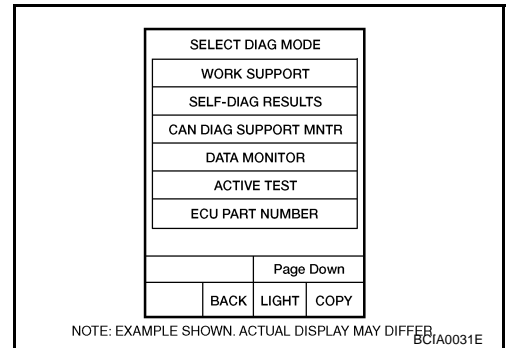 SELECT DIAG MODE
WORK SUPPORT
SELF-DIAG RESULTS
CAN DIAG SUPPORT MNTR
DATA MONITOR
ACTIVE TEST
ECU PART NUMBER
Page Down
BACK LIGHT COPY
NOTE: EXAMPLE SHOWN. ACTUAL DISPLAY MAY DIFFER.
BCIA0031E